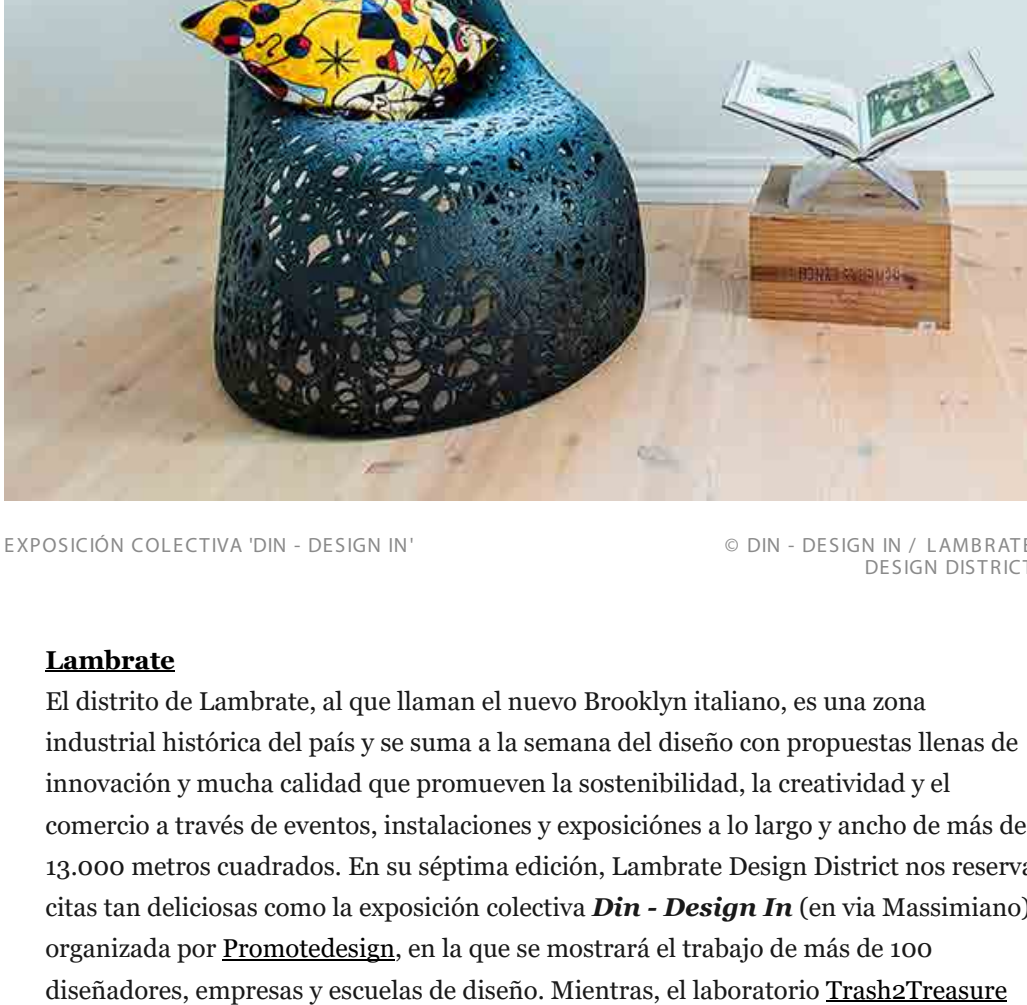 EXPOSICIÓN COLECTIVA 'DIN - DESIGN IN'
© DIN - DESIGN IN / LAMBRATE
DESIGN DISTRICT
Lambrate
El distrito de Lambrate, al que llaman el nuevo Brooklyn italiano, es una zona
industrial histórica del país y se suma a la semana del diseño con propuestas llenas de
innovación y mucha calidad que promueven la sostenibilidad, la creatividad y el
comercio a través de eventos, instalaciones y exposiciónes a lo largo y ancho de más de
13.000 metros cuadrados. En su séptima edición, Lambrate Design District nos reserva
citas tan deliciosas como la exposición colectiva Din - Design In (en via Massimiano)
organizada por Promotedesign, en la que se mostrará el trabajo de más de 100
diseñadores, empresas y escuelas de diseño. Mientras, el laboratorio Trash2Treasure